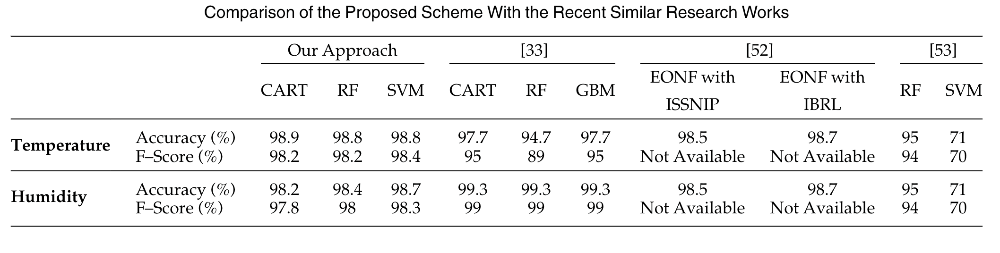 Comparison of the Proposed Scheme With the Recent Similar Research Works
Our Approach [33] [52] [53]
CART RF SVM CART RF GBM EONF with ISSNIP EONF with IBRL RF SVM
Temperature
Accuracy (%) 98.9 98.8 98.8 97.7 94.7 97.7 98.5 98.7 95 71
F–Score (%) 98.2 98.2 98.4 95 89 95 Not Available Not Available 94 70
Humidity
Accuracy (%) 98.2 98.4 98.7 99.3 99.3 99.3 98.5 98.7 95 71
F–Score (%) 97.8 98 98.3 99 99 99 Not Available Not Available 94 70